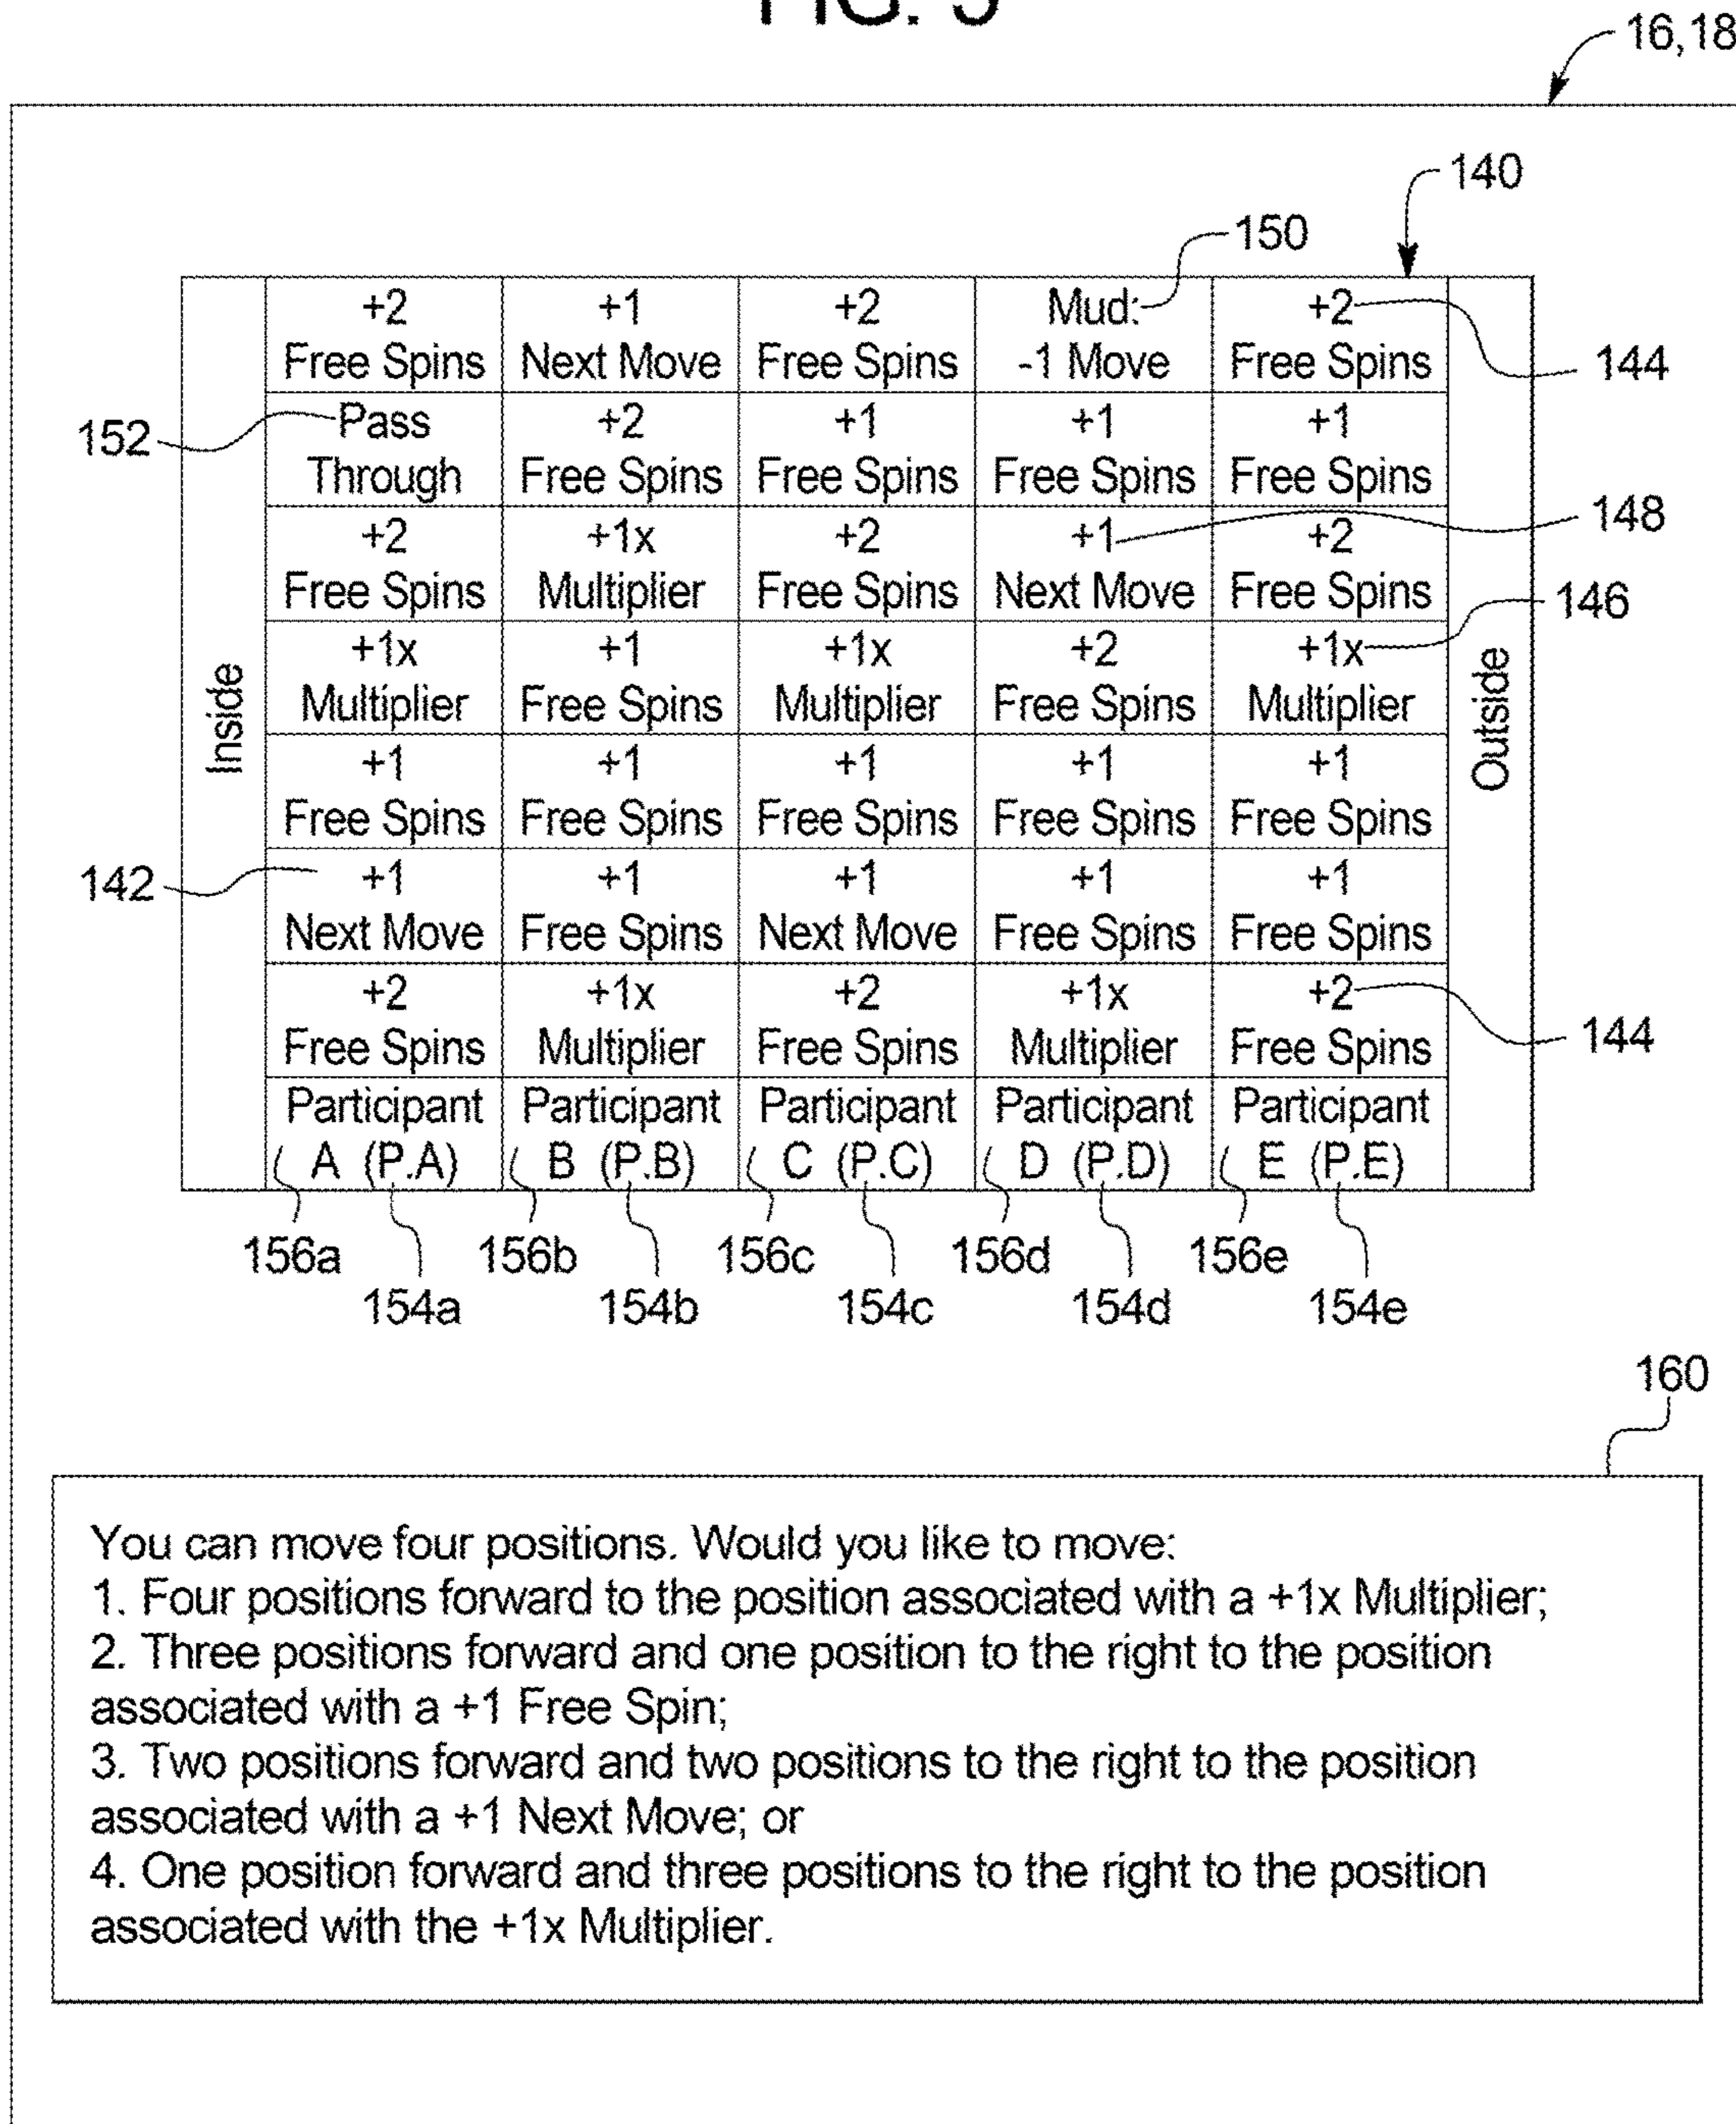 FIG. 5
16,18
140
150
+2 +1 +2 Mud: +2
Free Spins Next Move Free Spins -1 Move Free Spins
144
Pass +2 +1 +1 +1
152
Through Free Spins Free Spins Free Spins Free Spins
148
+2 +1x +2 +1 +2
Free Spins Multiplier Free Spins Next Move Free Spins
146
+1x +1 +1x +2 +1x
Multiplier Free Spins Multiplier Free Spins Multiplier
Inside
Outside
+1 +1 +1 +1 +1
Free Spins Free Spins Free Spins Free Spins Free Spins
142
+1 +1 +1 +1 +1
Next Move Free Spins Next Move Free Spins Free Spins
+2 +1x +2 +1x +2
Free Spins Multiplier Free Spins Multiplier Free Spins
144
Participant Participant Participant Participant Participant
A (P.A) B (P.B) C (P.C) D (P.D) E (P.E)
156a 156b 156c 156d 156e
154a 154b 154c 154d 154e
160
You can move four positions. Would you like to move:
1. Four positions forward to the position associated with a +1x Multiplier;
2. Three positions forward and one position to the right to the position
associated with a +1 Free Spin;
3. Two positions forward and two positions to the right to the position
associated with a +1 Next Move; or
4. One position forward and three positions to the right to the position
associated with the +1x Multiplier.